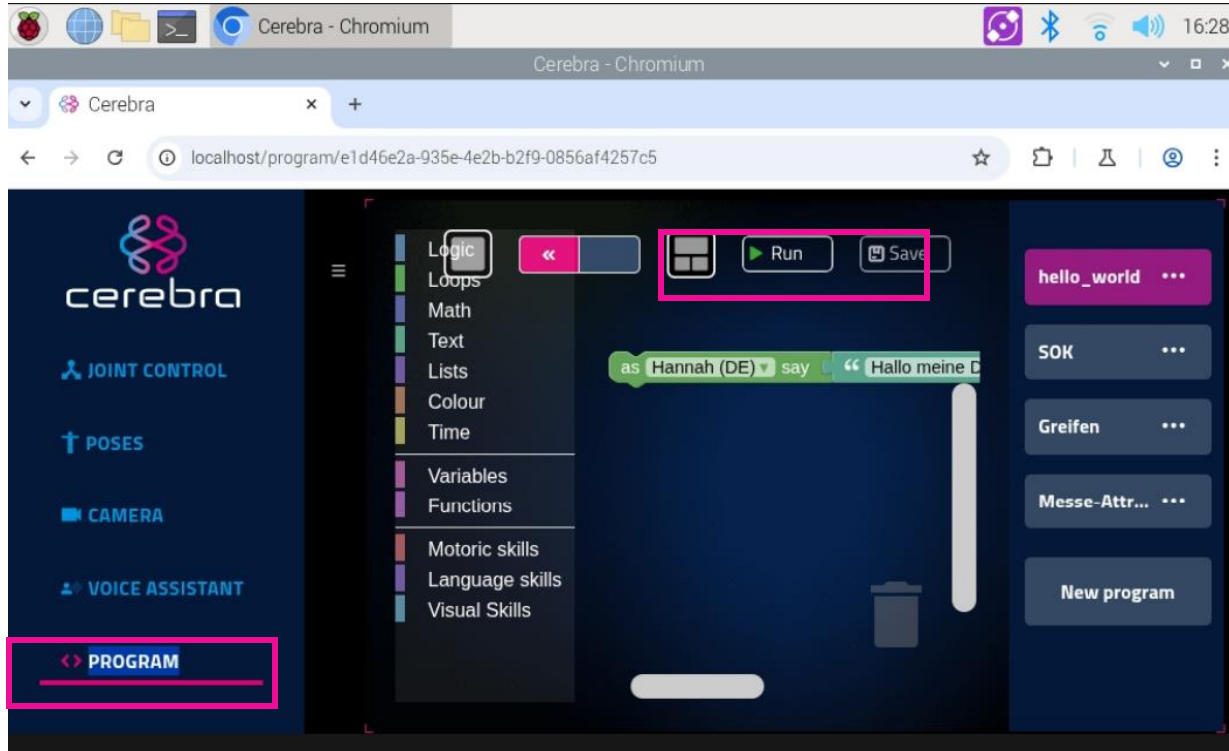 Cerebra - Chromium
16:28
Cerebra - Chromium
Cerebra
localhost/program/e1d46e2a-935e-4e2b-b2f9-0856af4257c5
cerebra
JOINT CONTROL
POSES
CAMERA
VOICE ASSISTANT
<> PROGRAM
Logic
Loops
Math
Text
Lists
Colour
Time
Variables
Functions
Motoric skills
Language skills
Visual Skills
«
Run
Save
as Hannah (DE) say “ Hallo meine D
hello_world •••
SOK •••
Greifen •••
Messe-Attr... •••
New program